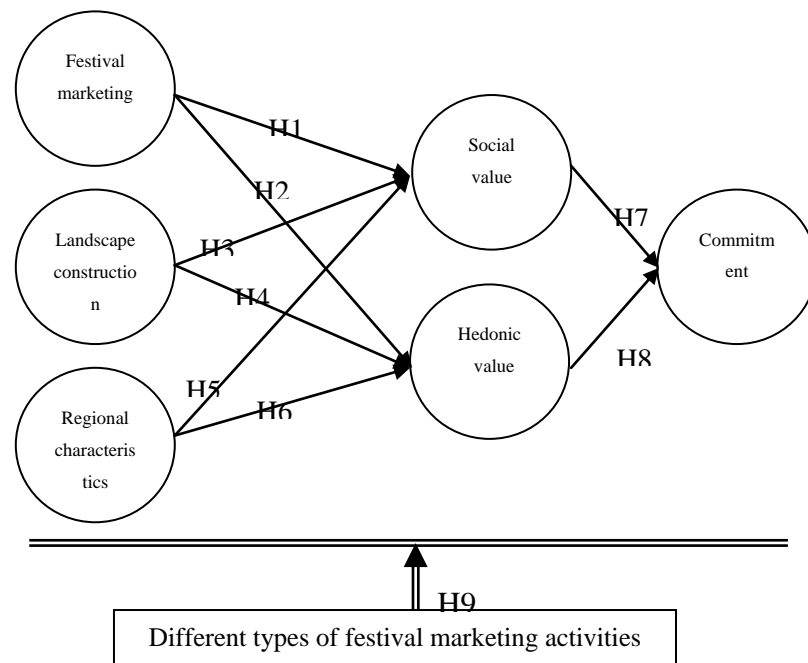 Festival
marketing
H1
Social
value
H2
H7
Landscape
constructio
n
H3
Commitm
ent
H4
Hedonic
value
H8
H5
H6
Regional
characteris
tics
H9
Different types of festival marketing activities